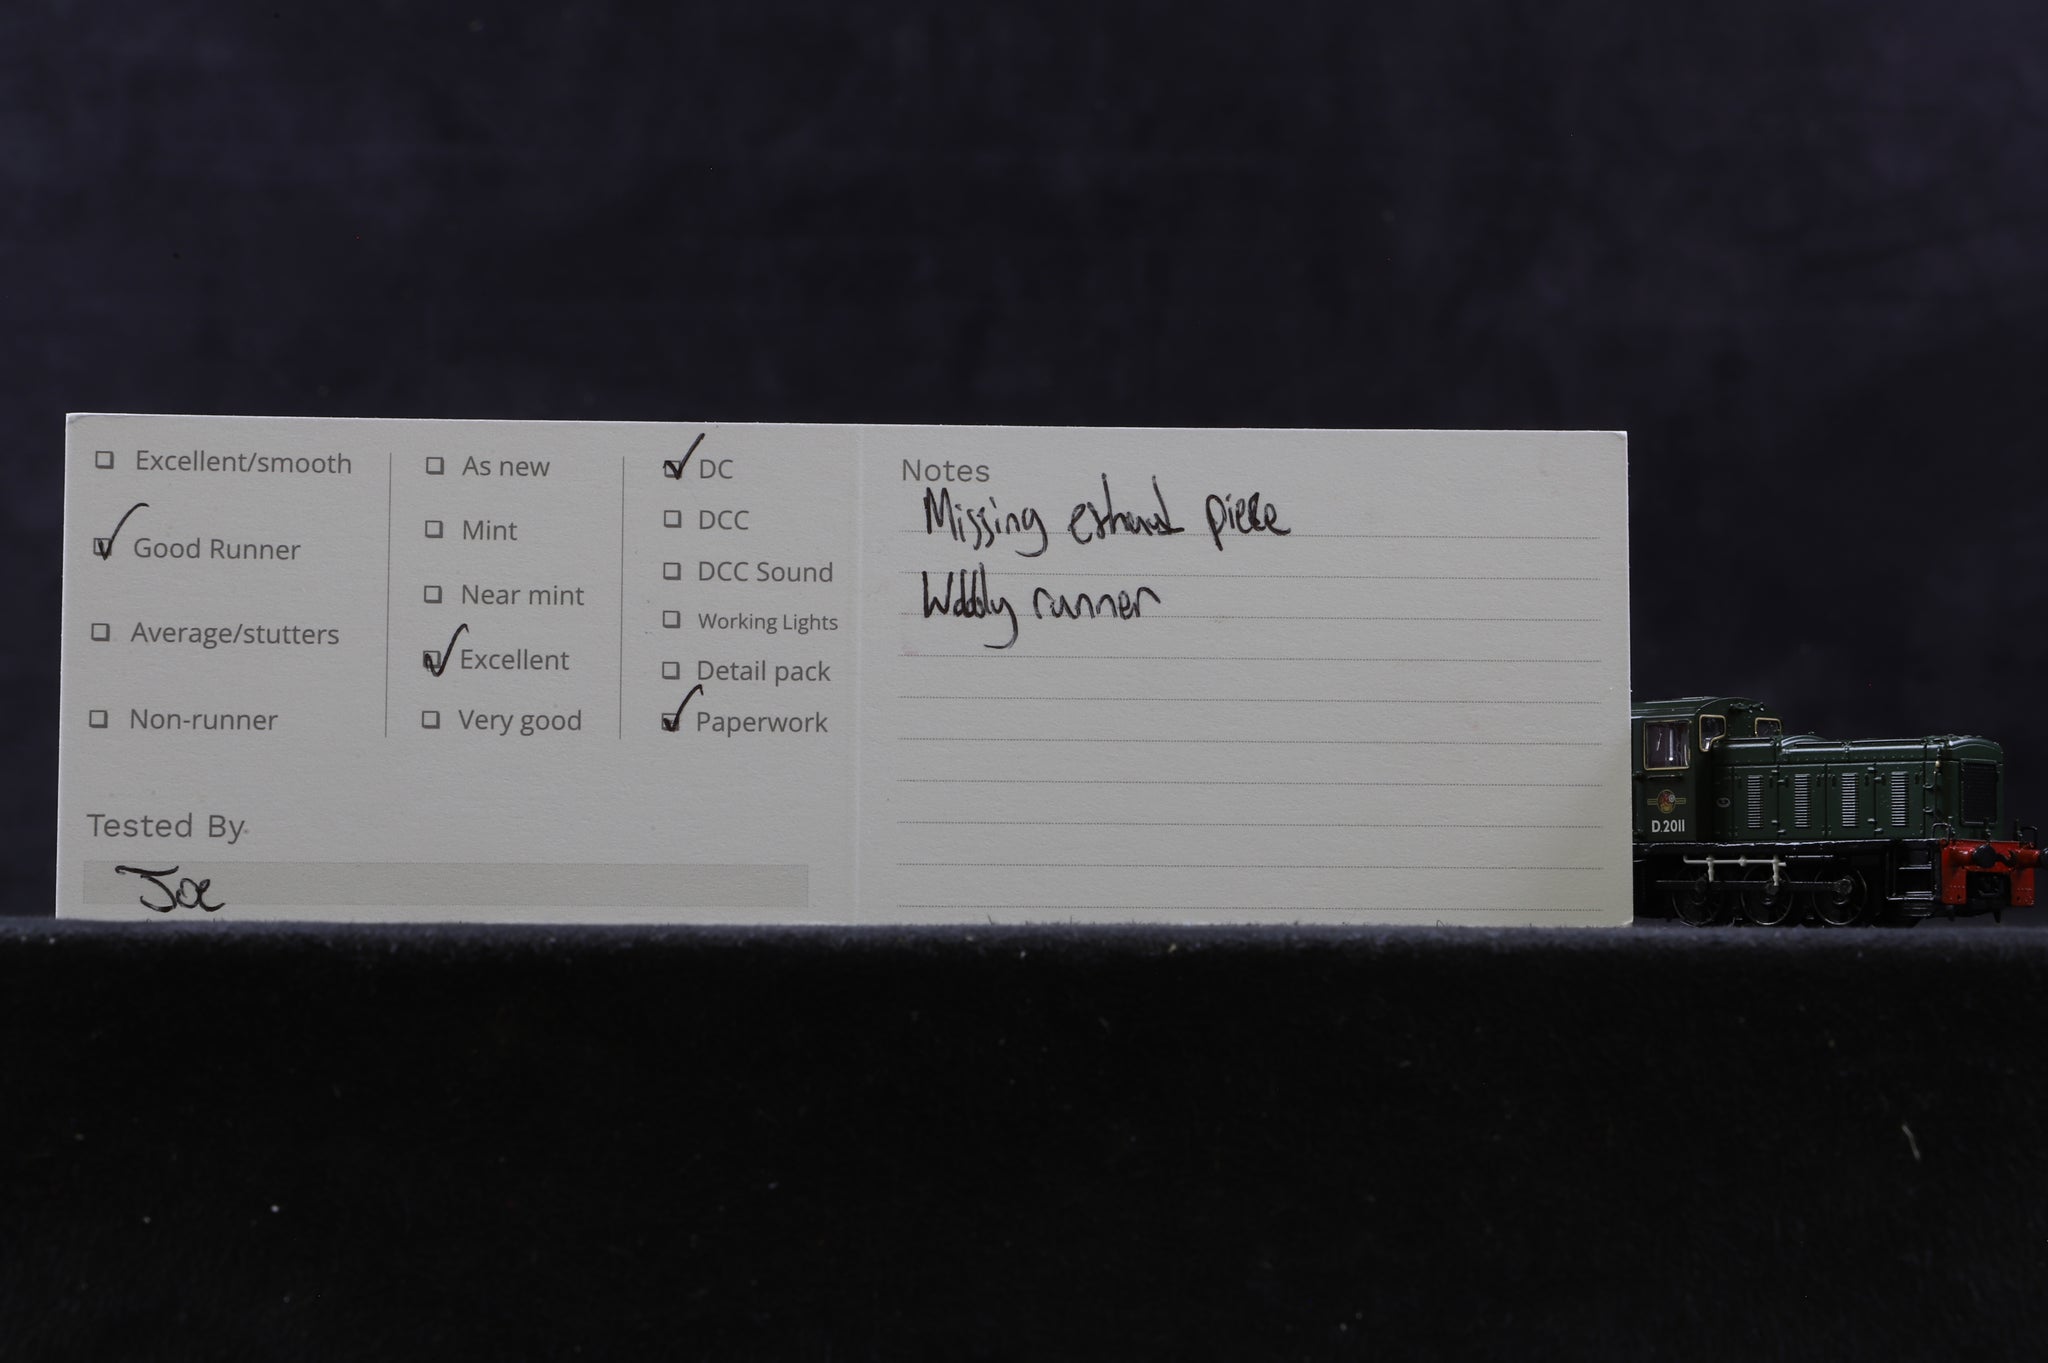 Excellent/smooth
Good Runner
Average/stutters
Non-runner
As new
Mint
Near mint
Excellent
Very good
DC
DCC
DCC Sound
Working Lights
Detail pack
Paperwork
Tested By
Joe
Notes
Missing exhaust piece
Wobbly runner
D.2011